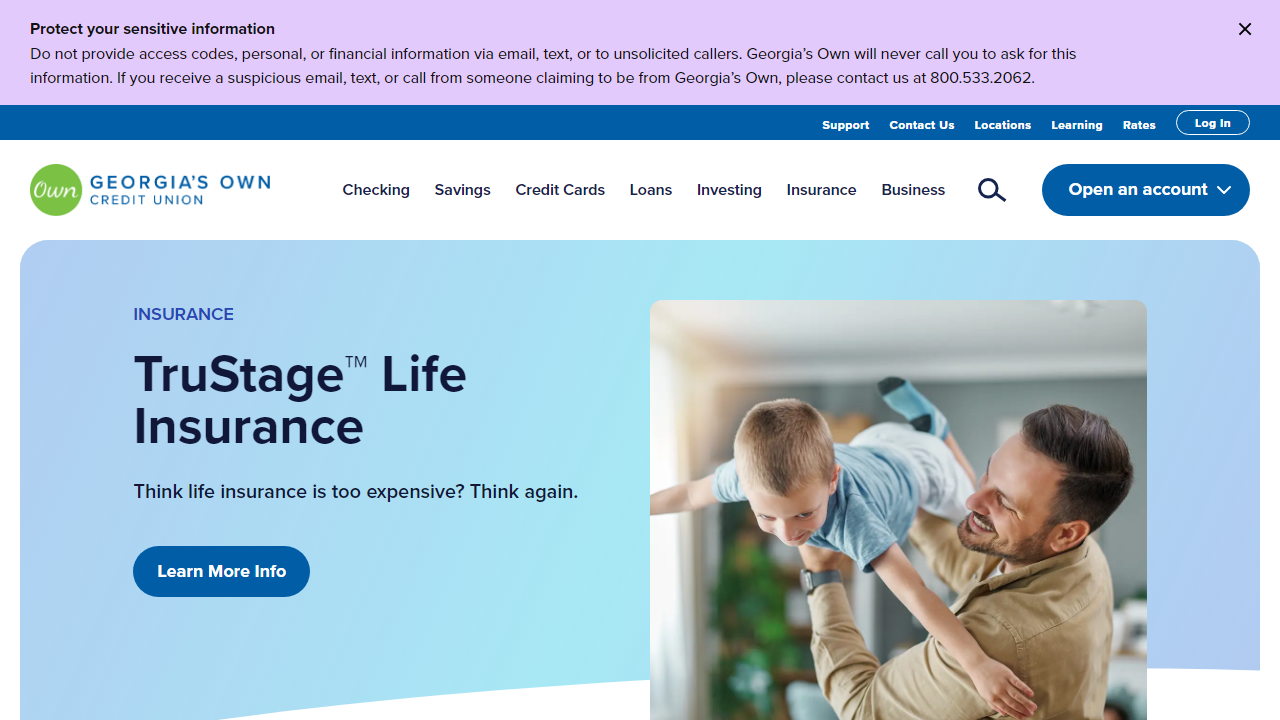 Protect your sensitive information
Do not provide access codes, personal, or financial information via email, text, or to unsolicited callers. Georgia’s Own will never call you to ask for this
information. If you receive a suspicious email, text, or call from someone claiming to be from Georgia’s Own, please contact us at 800.533.2062.
Support Contact Us Locations Learning Rates Log In
Own GEORGIA’S OWN
CREDIT UNION
Checking Savings Credit Cards Loans Investing Insurance Business Open an account
INSURANCE
TruStage™ Life
Insurance
Think life insurance is too expensive? Think again.
Learn More Info